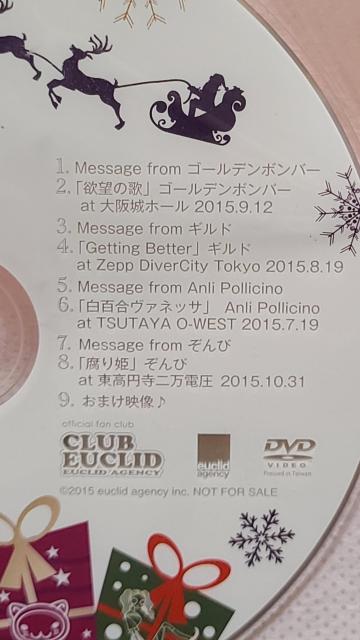 1. Message from ゴールデンボンバー
2. 「欲望の歌」ゴールデンボンバー
at 大阪城ホール 2015.9.12
3. Message from ギルド
4. 「Getting Better」ギルド
at Zepp DiverCity Tokyo 2015.8.19
5. Message from Anli Pollicino
6. 「白百合ヴァネッサ」 Anli Pollicino
at TSUTAYA O-WEST 2015.7.19
7. Message from ぞんび
8. 「腐り姫」ぞんび
at 東高円寺二万電圧 2015.10.31
9. おまけ映像♪
official fan club
CLUB
EUCLID
EUCLID AGENCY
euclid
agency
DVD
VIDEO
Pressed in Taiwan
©2015 euclid agency inc. NOT FOR SALE